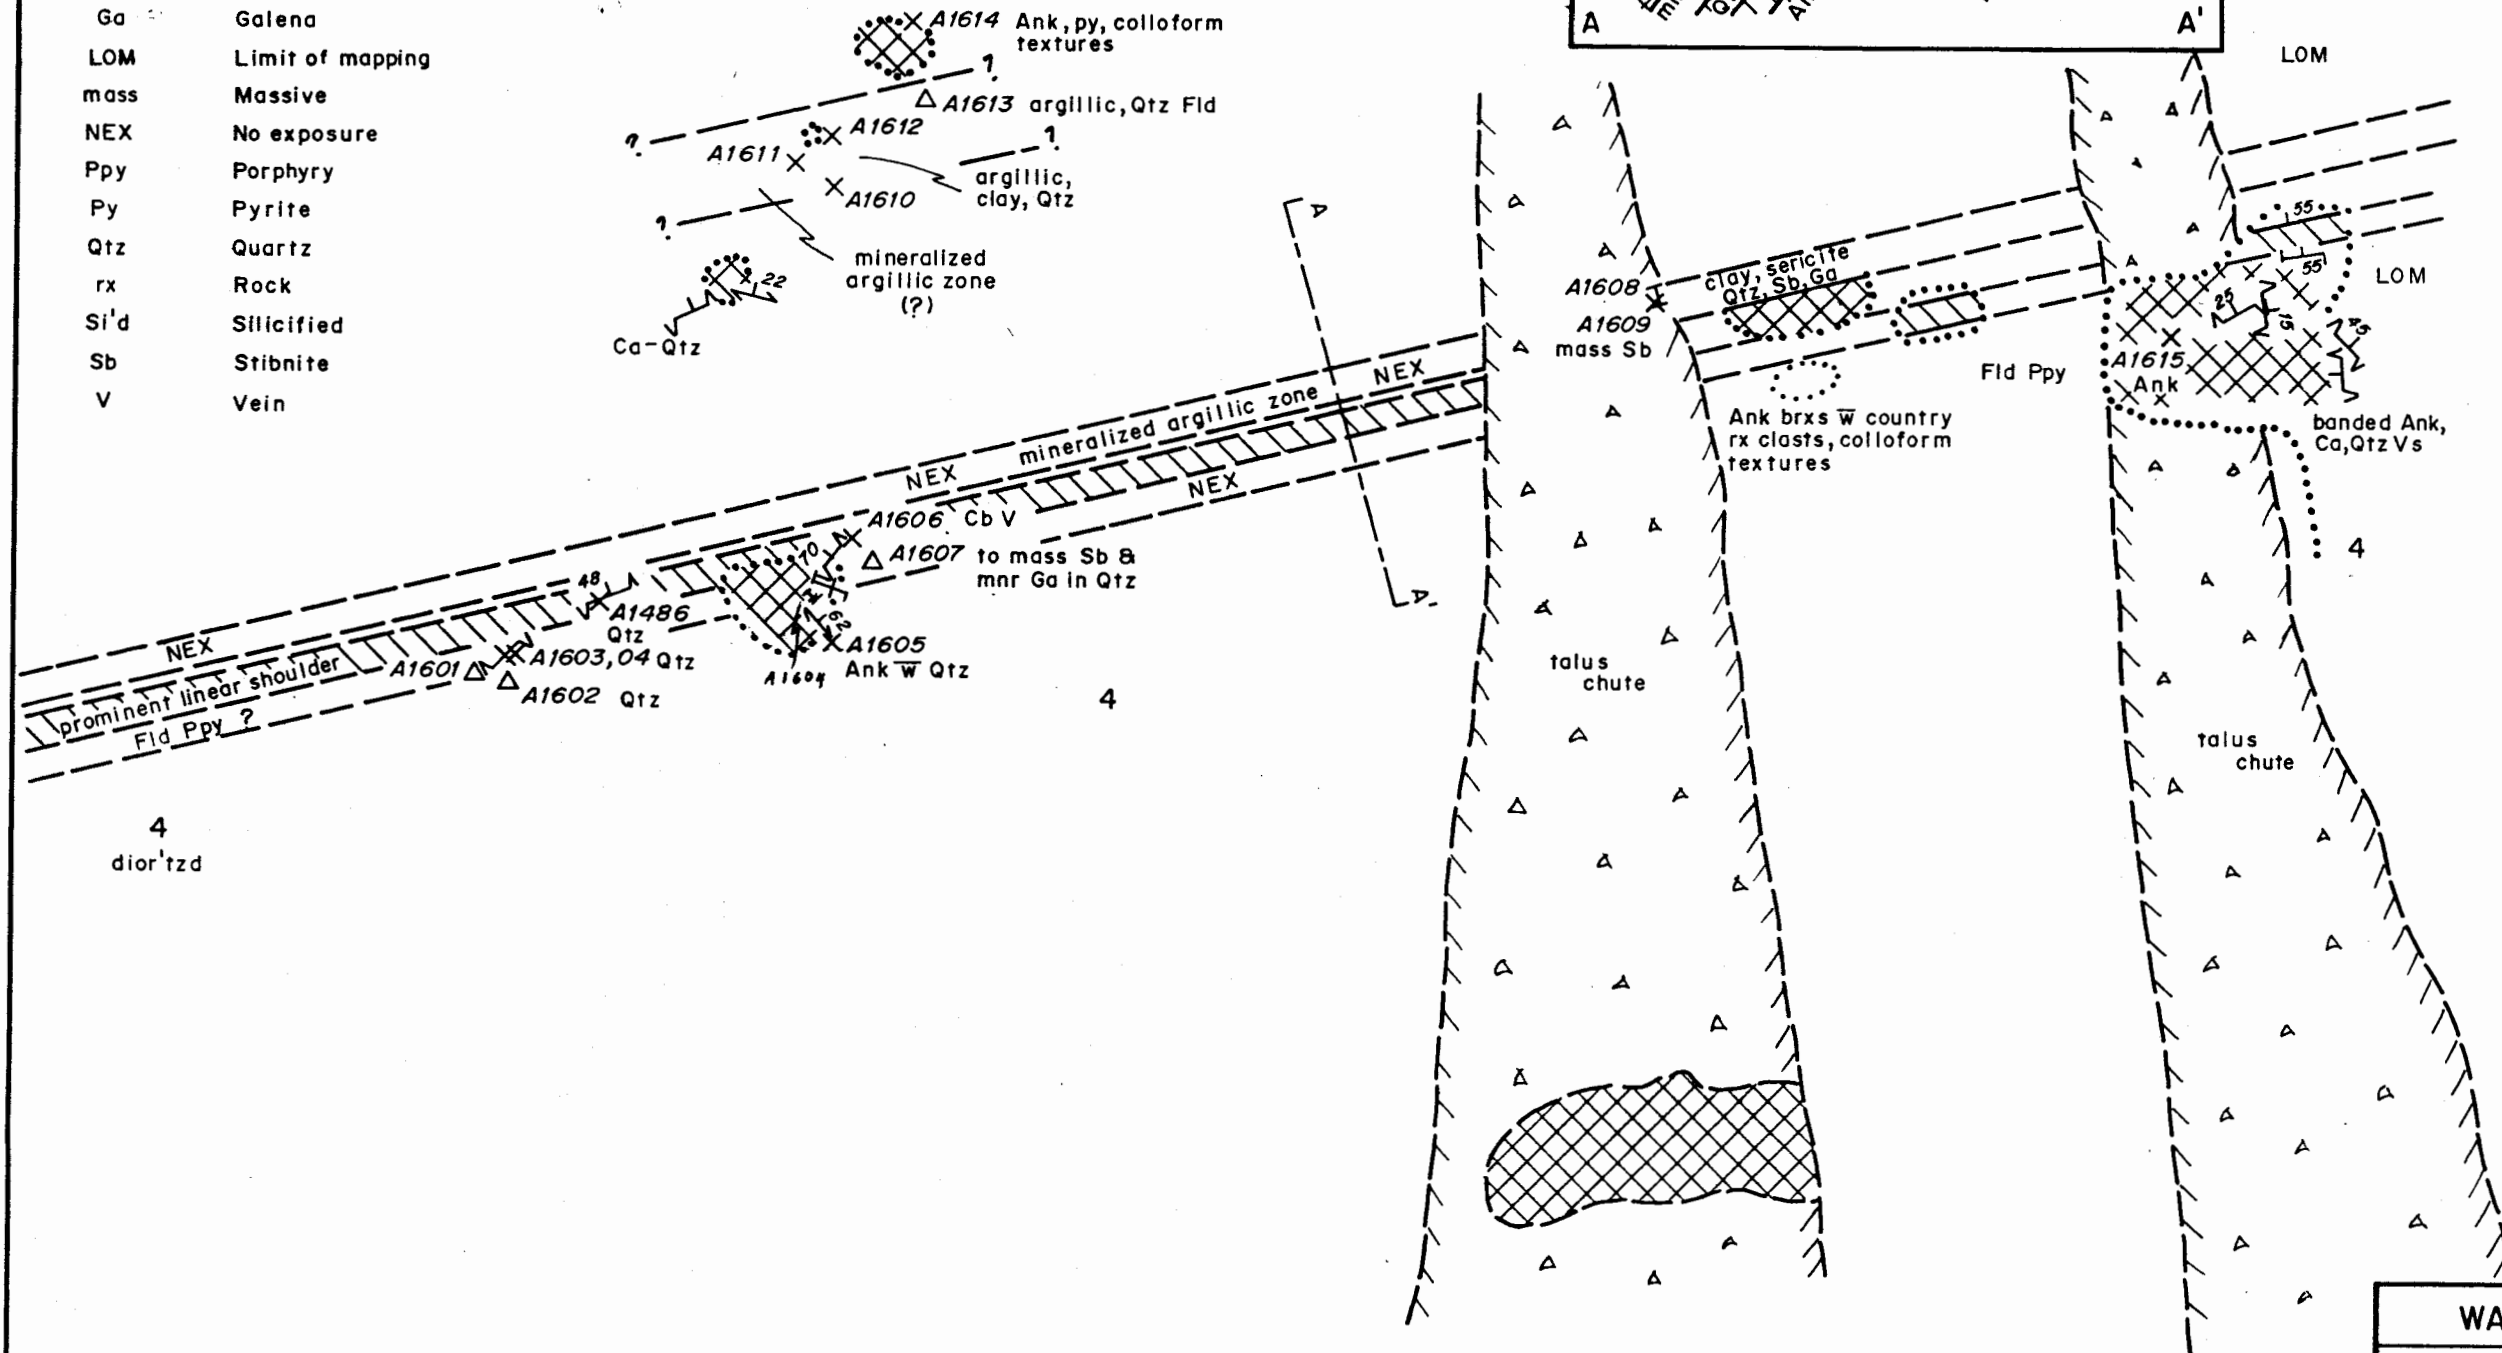 Ga Galena
LOM Limit of mapping
mass Massive
NEX No exposure
Ppy Porphyry
Py Pyrite
Qtz Quartz
rx Rock
Si'd Silicified
Sb Stibnite
V Vein
A1614 Ank, py, colloform
textures
?
A1613 argillic, Qtz Fld
?
A1612
A1611
?
argillic,
clay, Qtz
A1610
?
mineralized
argillic zone
(?)
22
Ca-Qtz
A
A'
A
A'
LOM
55
55
LOM
clay, sericite
Qtz, Sb, Ga
A1608
A1609
mass Sb
25
15
45
A1615
Ank
Fld Ppy
Ank brxs w̅ country
rx clasts, colloform
textures
banded Ank,
Ca, Qtz Vs
4
NEX
mineralized argillic zone
NEX
NEX
A1606 Cb V
70
A1607 to mass Sb &
mnr Ga in Qtz
48
A1486
Qtz
62
A1605
Ank w̅ Qtz
A1604
NEX
prominent linear shoulder
A1601
A1603, 04 Qtz
A1602 Qtz
Fld Ppy ?
4
talus
chute
talus
chute
4
dior'tzd
WA